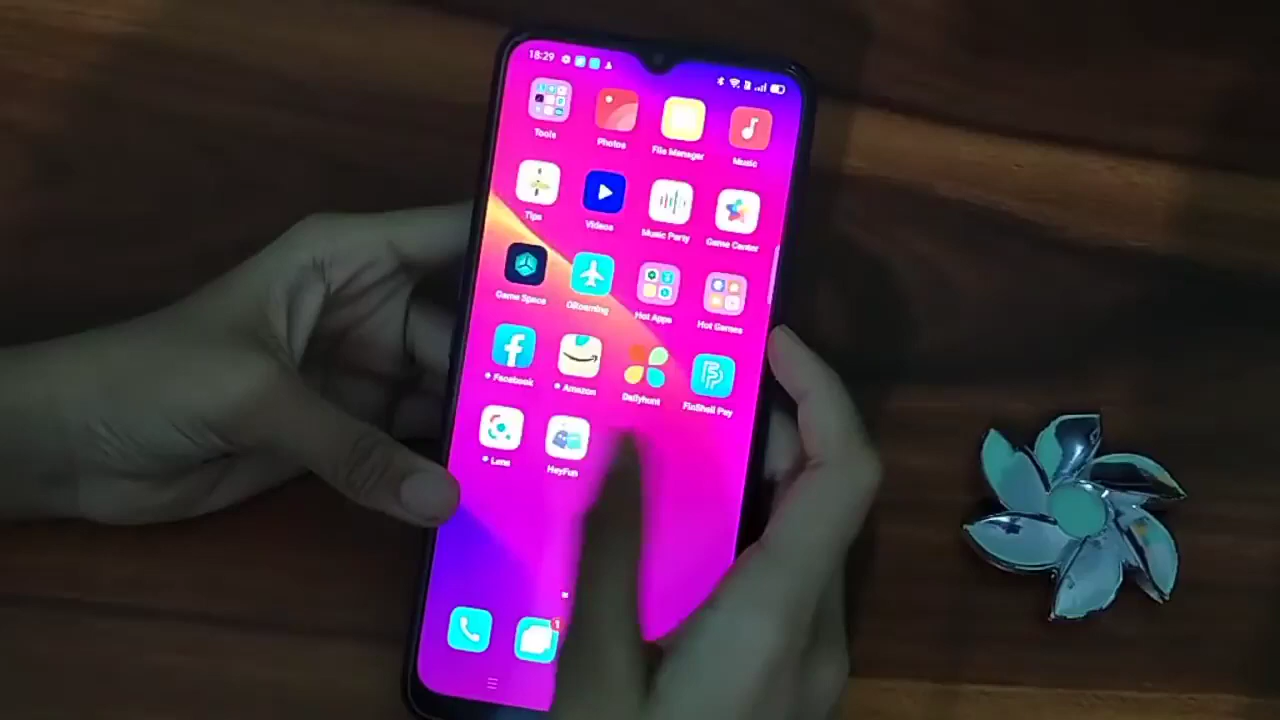 18:29
Tools Photos File Manager Music
Tips Videos Music Party Game Center
Game Space ORoaming Hot Apps Hot Games
Facebook Amazon Dailyhunt FinShell Pay
Lens HeyFun
1